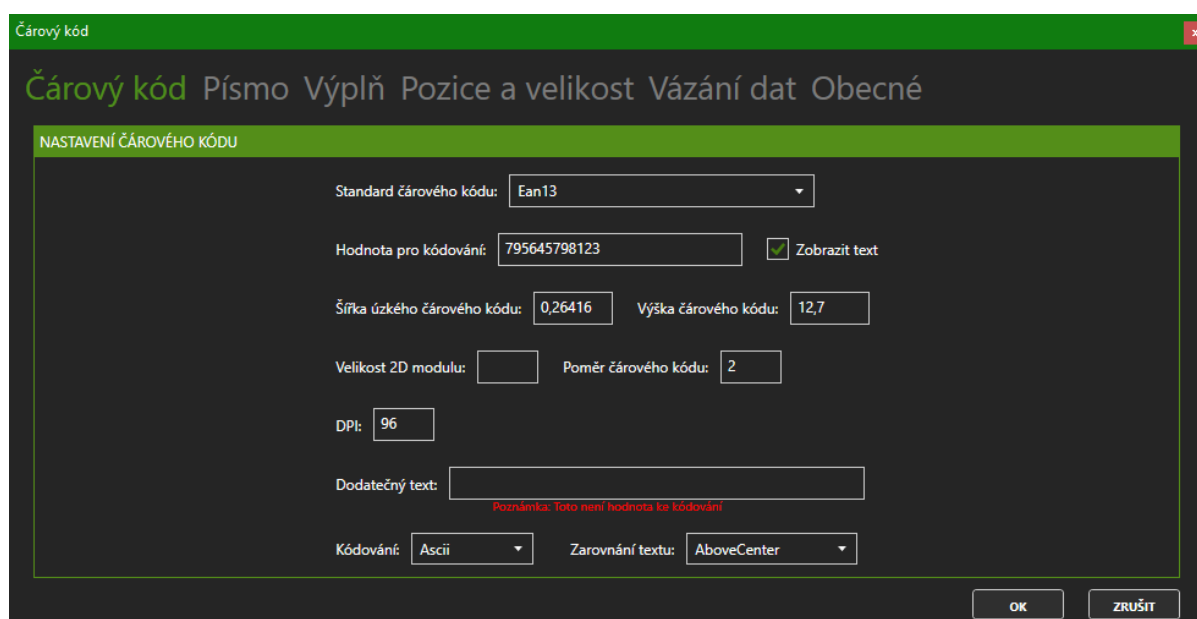 Čárový kód
Čárový kód Písmo Výplň Pozice a velikost Vázání dat Obecné
NASTAVENÍ ČÁROVÉHO KÓDU
Standard čárového kódu: Ean13
Hodnota pro kódování: 795645798123 Zobrazit text
Šířka úzkého čárového kódu: 0,26416 Výška čárového kódu: 12,7
Velikost 2D modulu: Poměr čárového kódu: 2
DPI: 96
Dodatečný text:
Poznámka: Toto není hodnota ke kódování
Kódování: Ascii Zarovnání textu: AboveCenter
OK ZRUŠIT